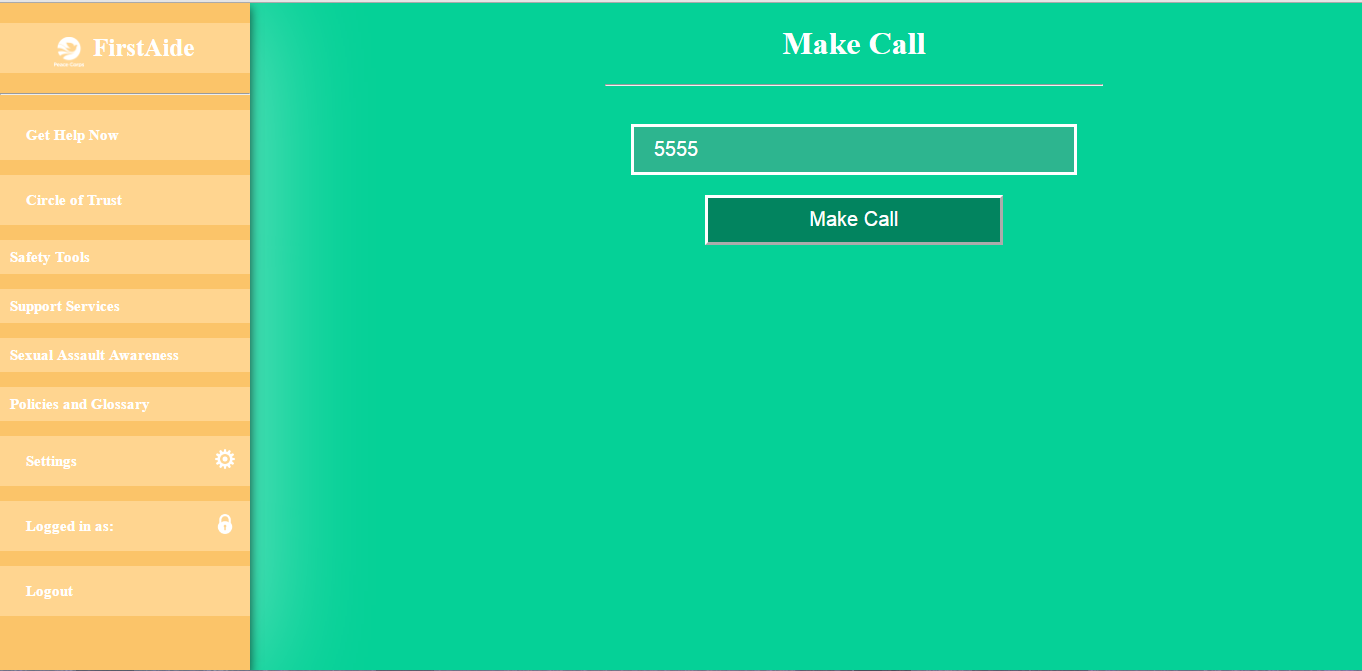 FirstAide
Get Help Now
Circle of Trust
Safety Tools
Support Services
Sexual Assault Awareness
Policies and Glossary
Settings
Logged in as:
Logout
Make Call
5555
Make Call